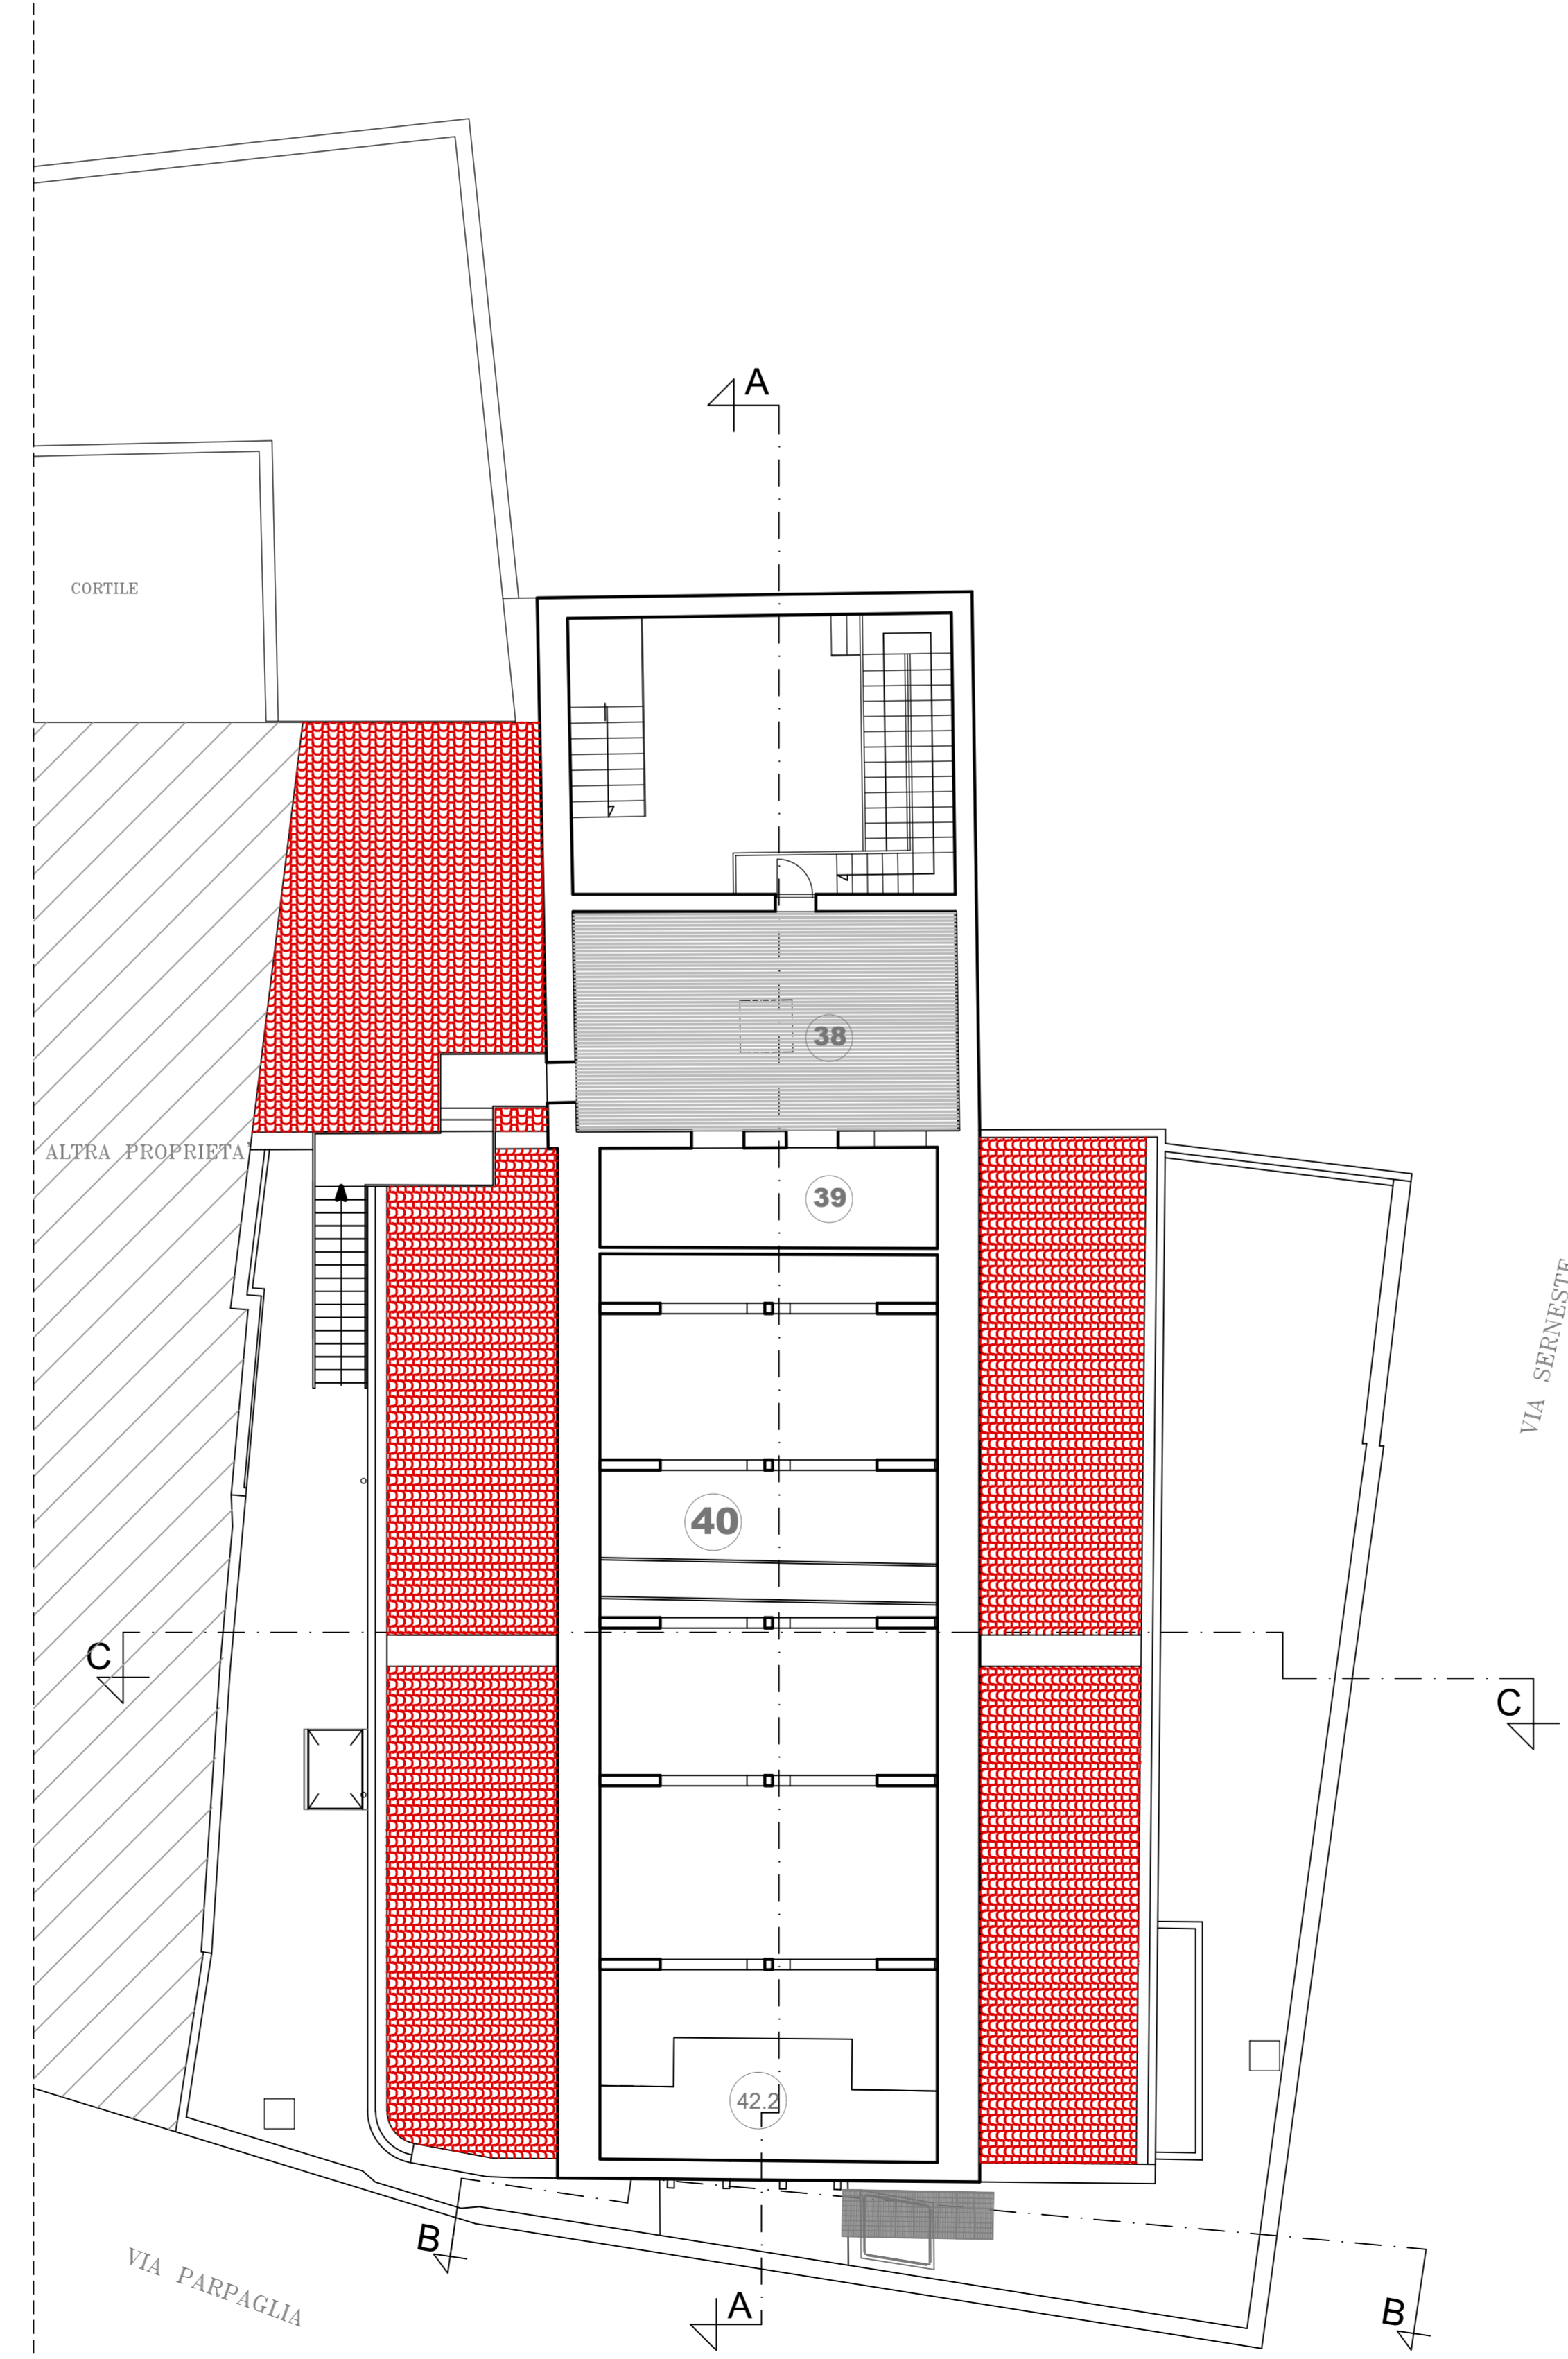 A
CORTILE
38
ALTRA PROPRIETA'
39
VIA SERNESTE
40
C
C
42.2
B
VIA PARPAGLIA
A
B